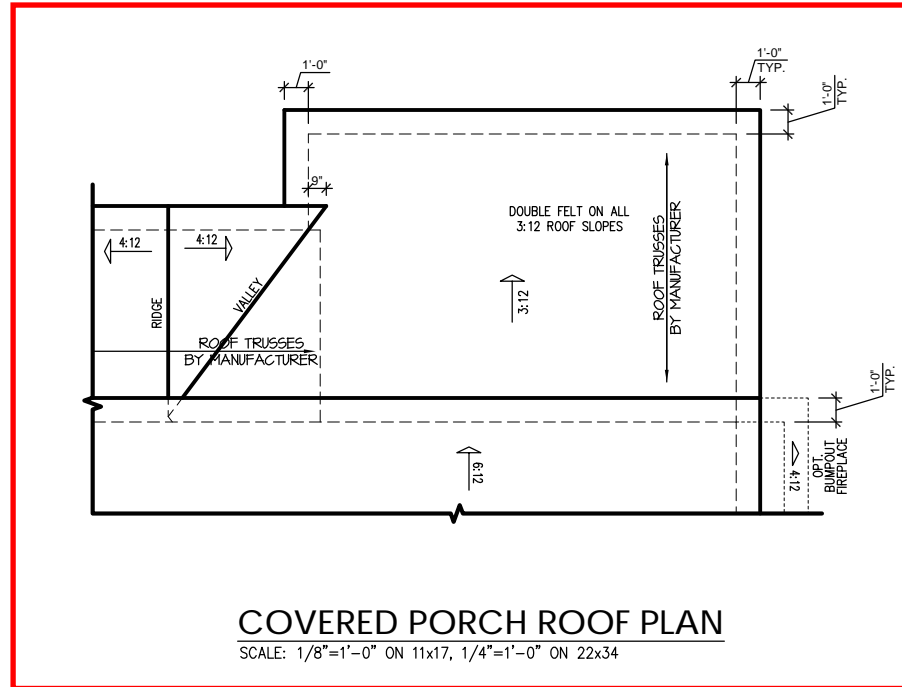 1'-0"
1'-0"
TYP.
1'-0"
TYP.
9"
DOUBLE FELT ON ALL
3:12 ROOF SLOPES
4:12
4:12
ROOF TRUSSES
BY MANUFACTURER
3:12
RIDGE
VALLEY
ROOF TRUSSES
BY MANUFACTURER
1'-0"
TYP.
6:12
4:12
OPT.
BUMPOUT
FIREPLACE
COVERED PORCH ROOF PLAN
SCALE: 1/8"=1'-0" ON 11x17, 1/4"=1'-0" ON 22x34